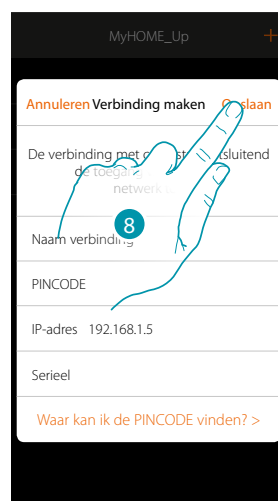 MyHOME_Up +
Annuleren Verbinding maken
De verbinding met
de
netwerk
8
Naam verbinding
PINCODE
IP-adres 192.168.1.5
Serieel
Waar kan ik de PINCODE vinden? >